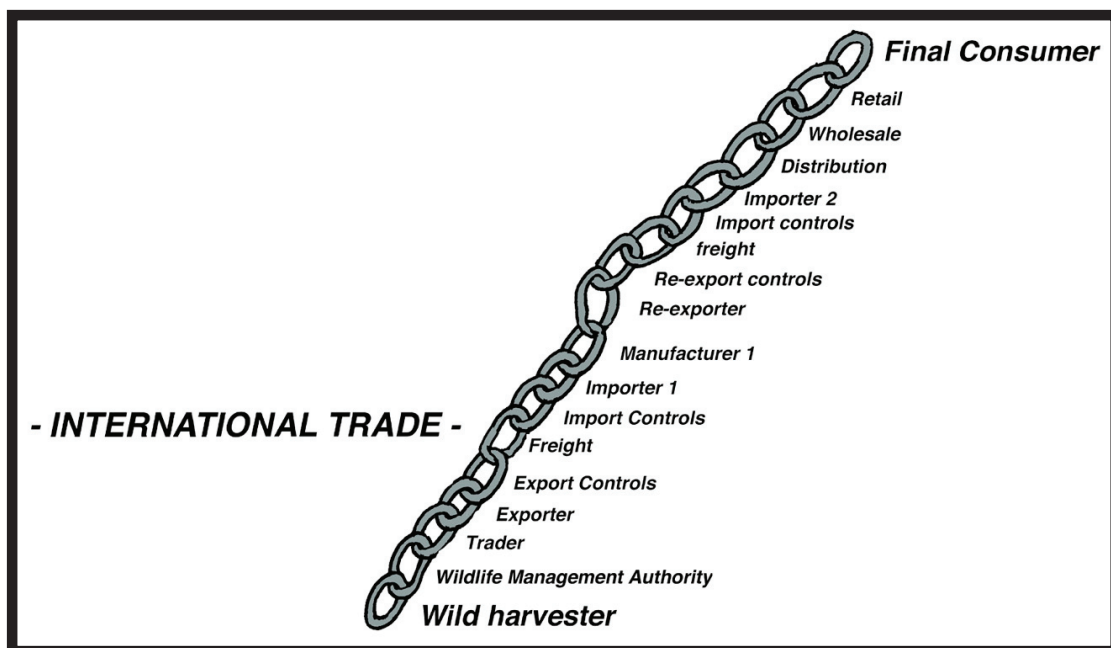 Final Consumer
Retail
Wholesale
Distribution
Importer 2
Import controls
freight
Re-export controls
Re-exporter
Manufacturer 1
Importer 1
Import Controls
- INTERNATIONAL TRADE -
Freight
Export Controls
Exporter
Trader
Wildlife Management Authority
Wild harvester